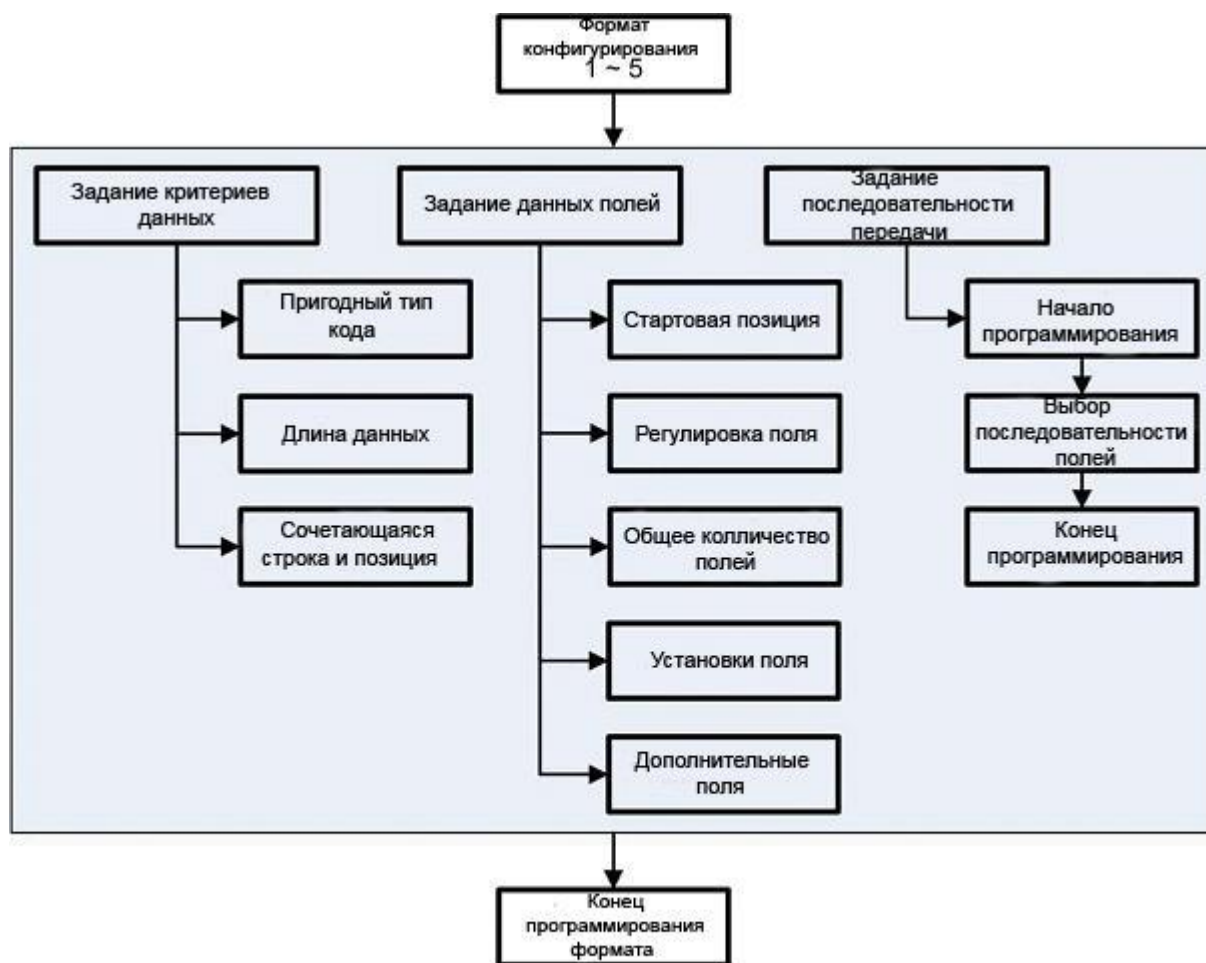 Формат
конфигурирования
1 ~ 5
Задание критериев
данных
Пригодный тип
кода
Длина данных
Сочетающаяся
строка и позиция
Задание данных полей
Стартовая позиция
Регулировка поля
Общее колличество
полей
Установки поля
Дополнительные
поля
Задание
последовательности
передачи
Начало
программирования
Выбор
последовательности
полей
Конец
программирования
Конец
программирования
формата